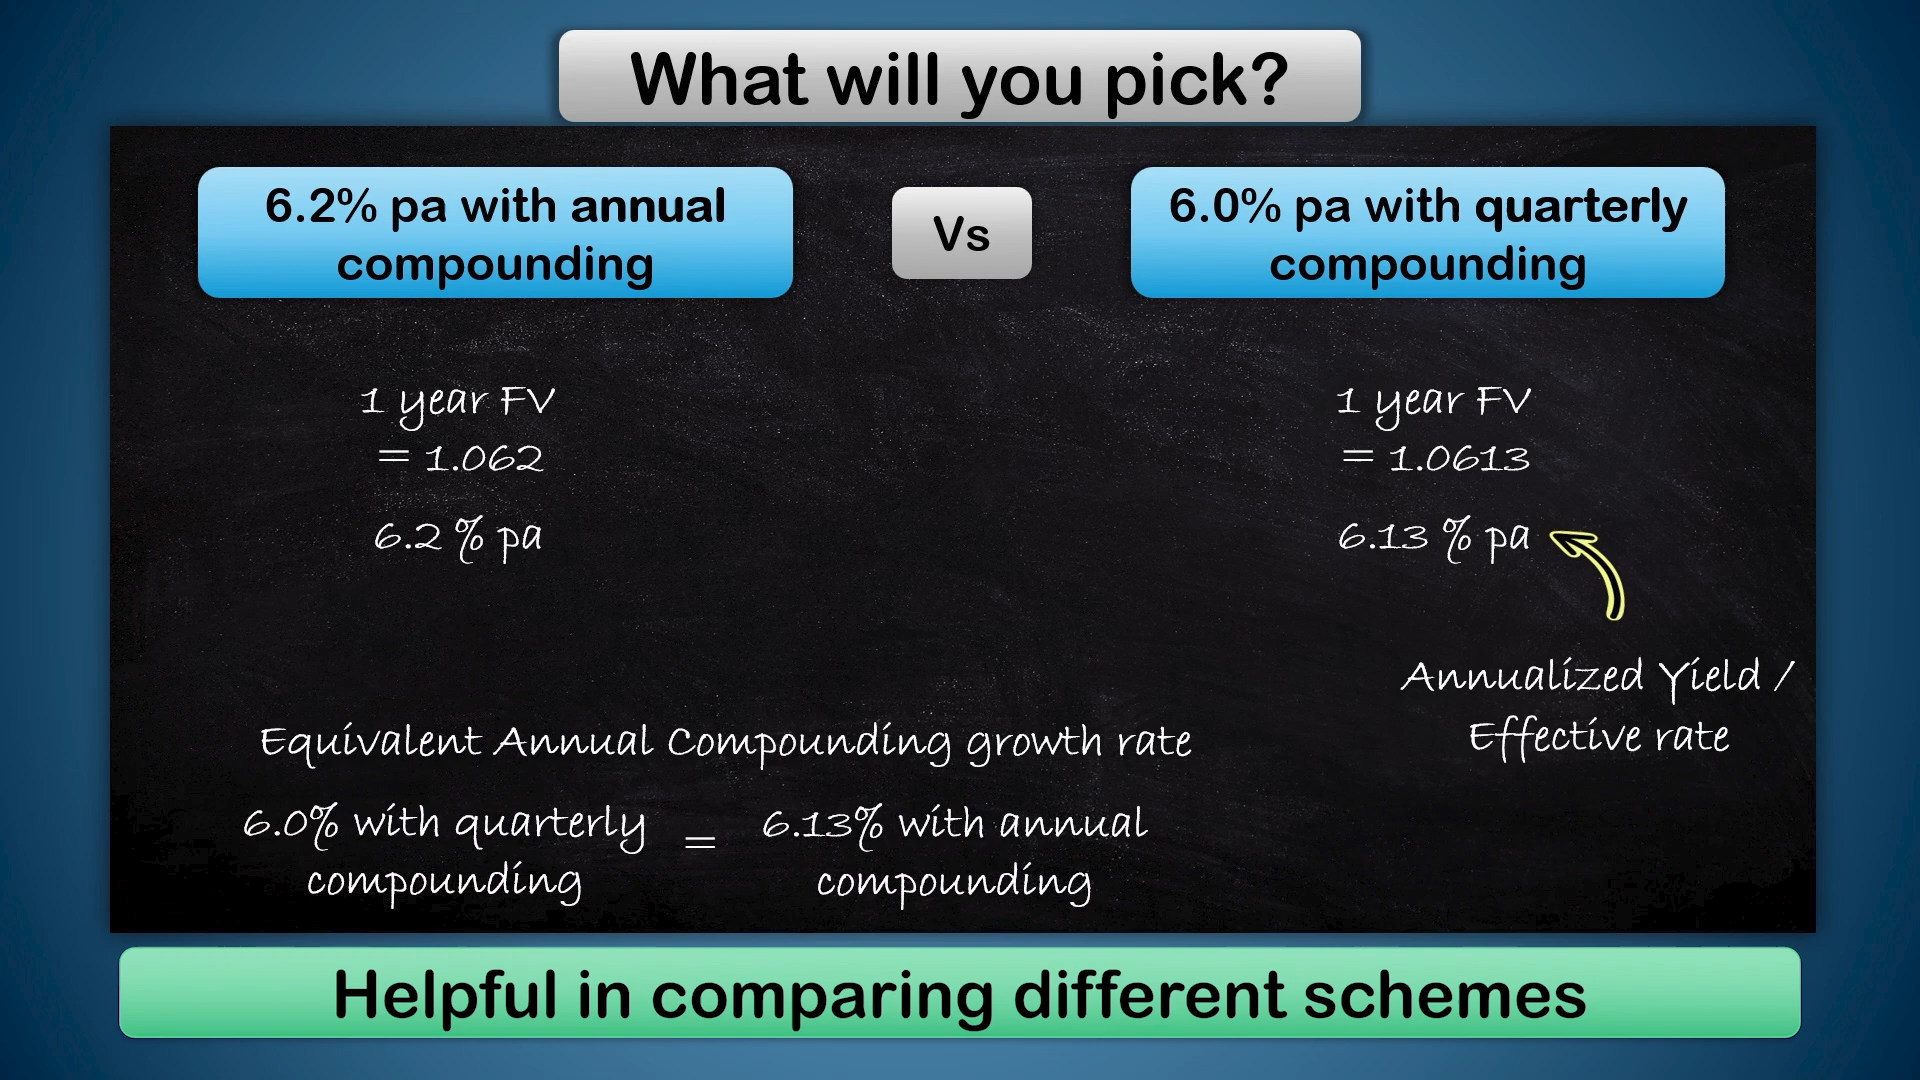 What will you pick?
6.2% pa with annual
compounding
Vs
6.0% pa with quarterly
compounding
1 year FV
= 1.062
6.2 % pa
1 year FV
= 1.0613
6.13 % pa
Annualized Yield /
Effective rate
Equivalent Annual Compounding growth rate
6.0% with quarterly
compounding
=
6.13% with annual
compounding
Helpful in comparing different schemes